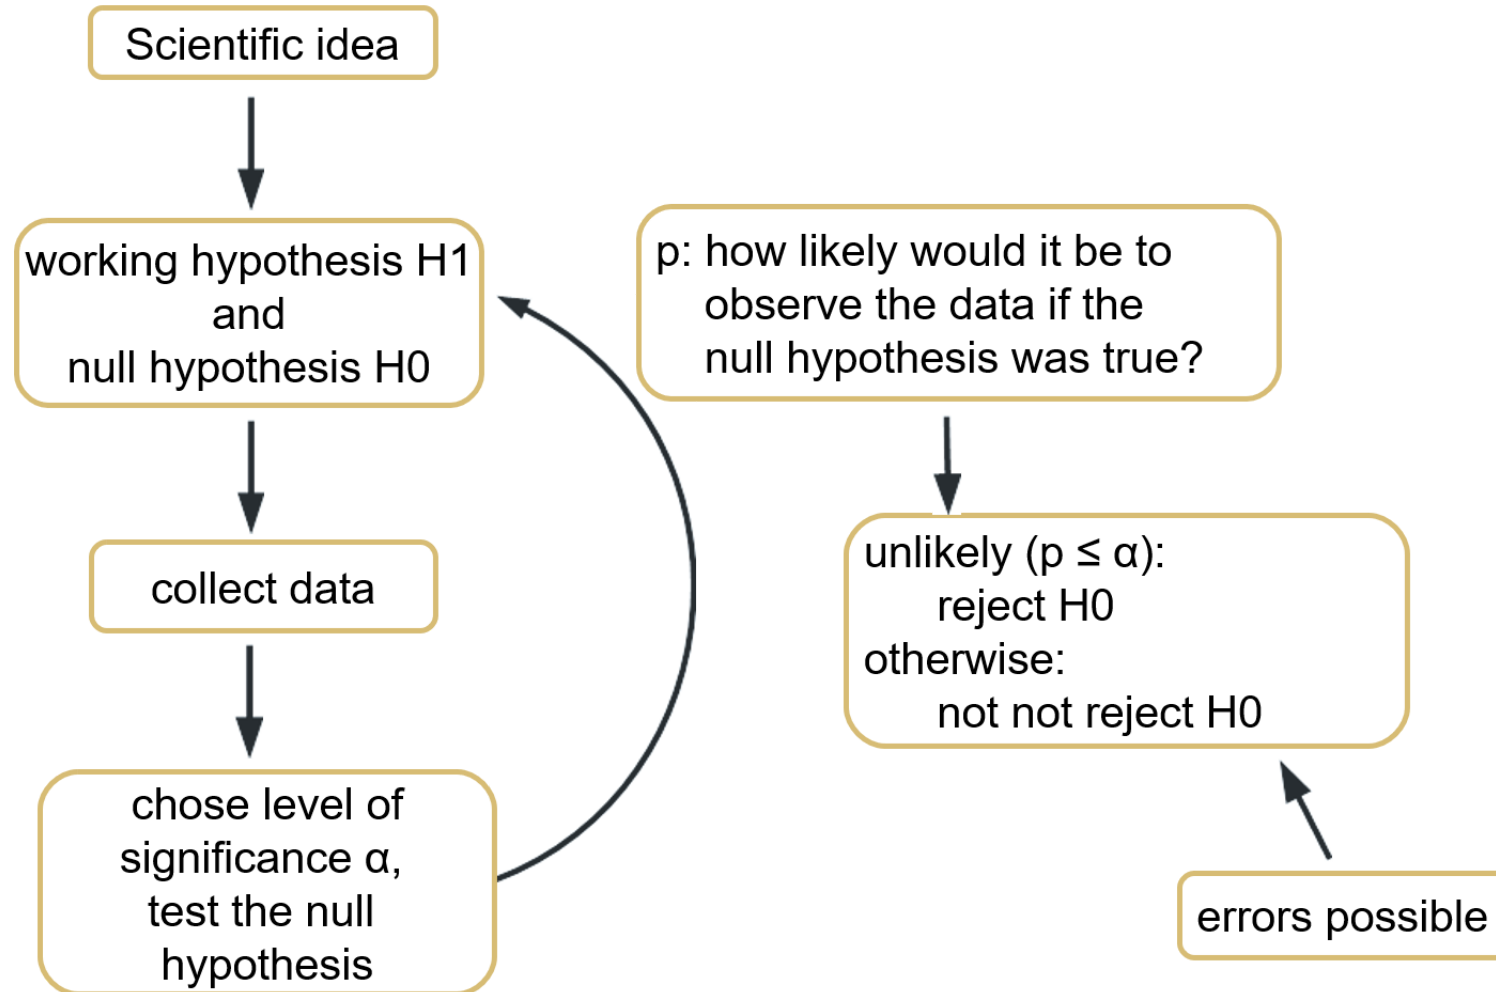 Scientific idea
working hypothesis H1
and
null hypothesis H0
collect data
chose level of
significance α,
test the null
hypothesis
p: how likely would it be to
observe the data if the
null hypothesis was true?
unlikely (p ≤ α):
reject H0
otherwise:
not not reject H0
errors possible